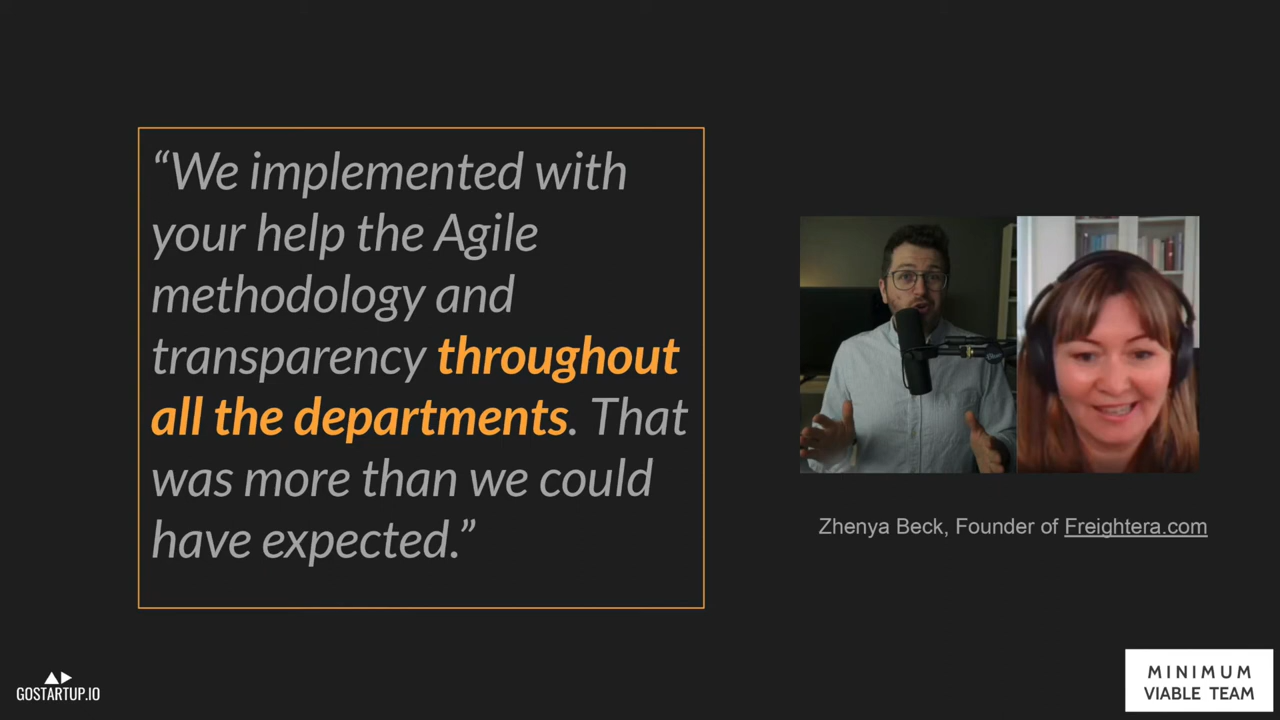 “We implemented with
your help the Agile
methodology and
transparency throughout
all the departments. That
was more than we could
have expected.”
Zhenya Beck, Founder of Freightera.com
GOSTARTUP.IO
MINIMUM
VIABLE TEAM